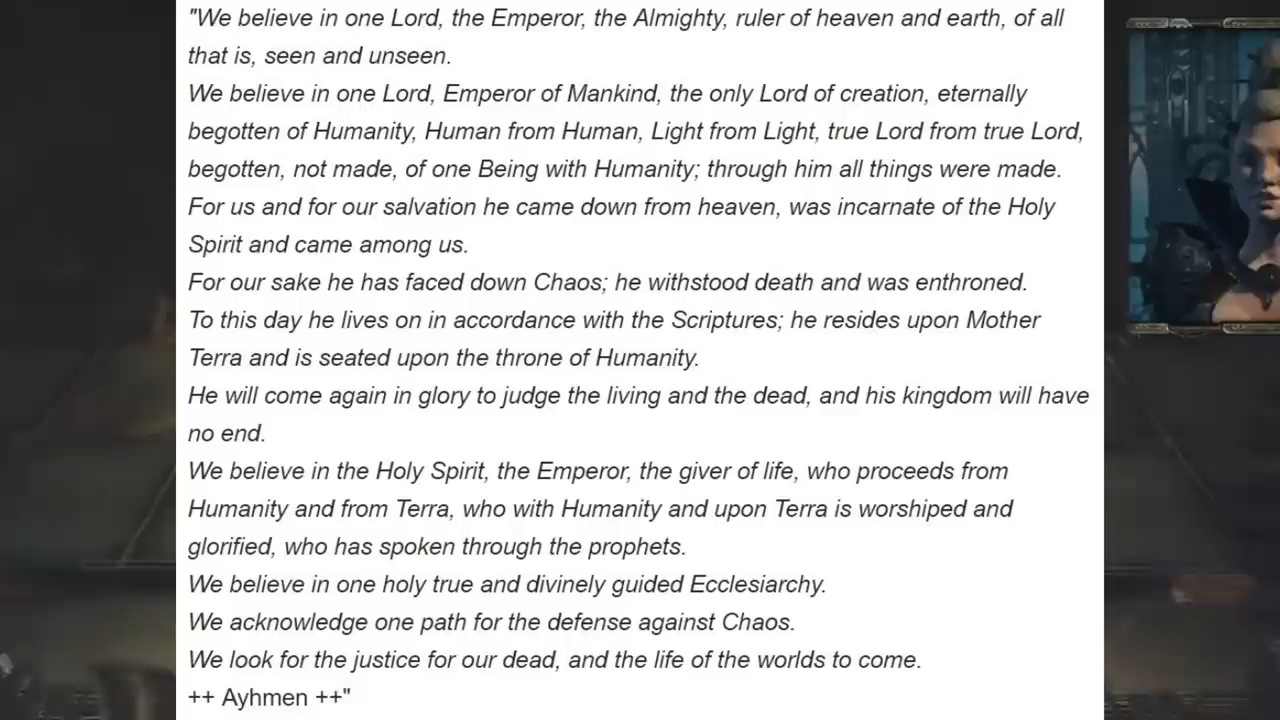 "We believe in one Lord, the Emperor, the Almighty, ruler of heaven and earth, of all
that is, seen and unseen.
We believe in one Lord, Emperor of Mankind, the only Lord of creation, eternally
begotten of Humanity, Human from Human, Light from Light, true Lord from true Lord,
begotten, not made, of one Being with Humanity; through him all things were made.
For us and for our salvation he came down from heaven, was incarnate of the Holy
Spirit and came among us.
For our sake he has faced down Chaos; he withstood death and was enthroned.
To this day he lives on in accordance with the Scriptures; he resides upon Mother
Terra and is seated upon the throne of Humanity.
He will come again in glory to judge the living and the dead, and his kingdom will have
no end.
We believe in the Holy Spirit, the Emperor, the giver of life, who proceeds from
Humanity and from Terra, who with Humanity and upon Terra is worshiped and
glorified, who has spoken through the prophets.
We believe in one holy true and divinely guided Ecclesiarchy.
We acknowledge one path for the defense against Chaos.
We look for the justice for our dead, and the life of the worlds to come.
++ Ayhmen ++"